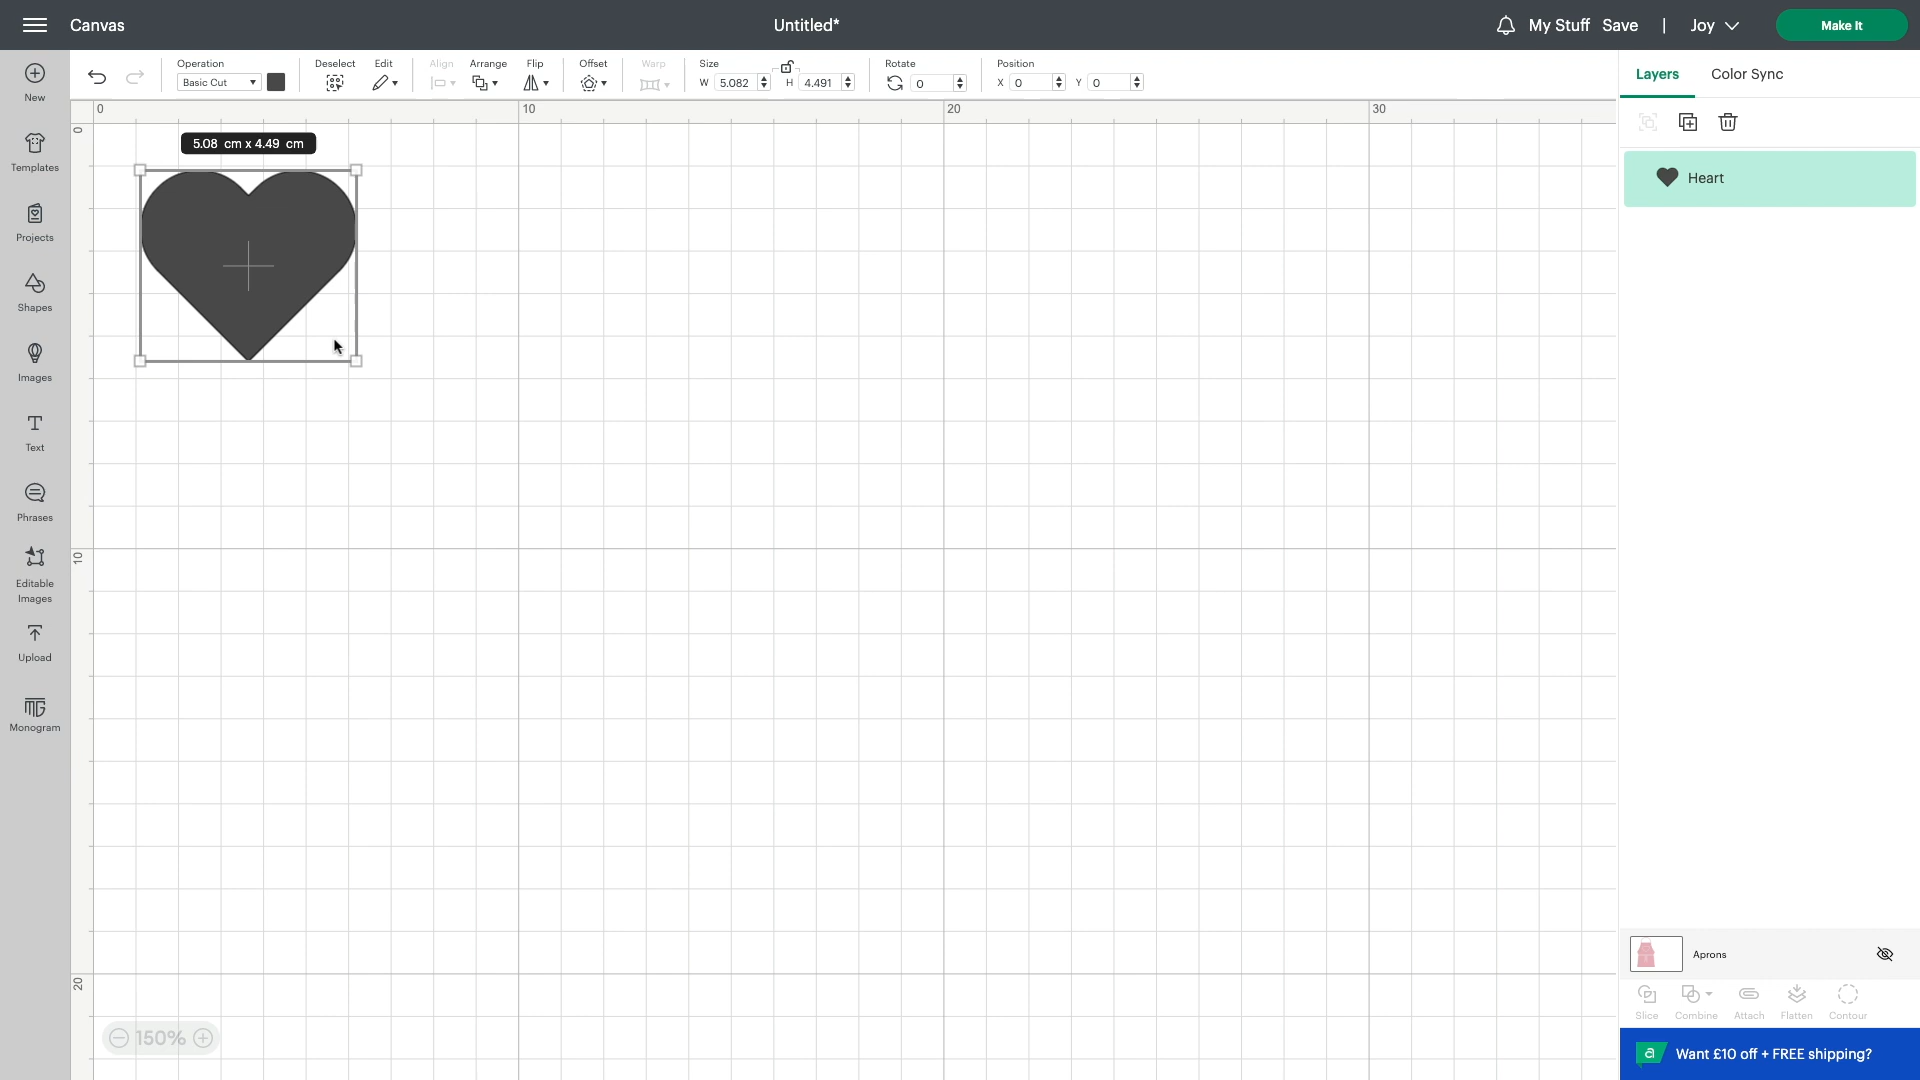 Canvas
Untitled*
My Stuff
Save
|
Joy
Make It
New
Templates
Projects
Shapes
Images
Text
Phrases
Editable
Images
Upload
Monogram
Operation
Basic Cut
Deselect
Edit
Align
Arrange
Flip
Offset
Warp
Size
W 5.082
H 4.491
Rotate
0
Position
X 0
Y 0
0
10
20
30
0
10
20
5.08 cm x 4.49 cm
150%
Layers
Color Sync
Heart
Aprons
Slice
Combine
Attach
Flatten
Contour
a
Want £10 off + FREE shipping?